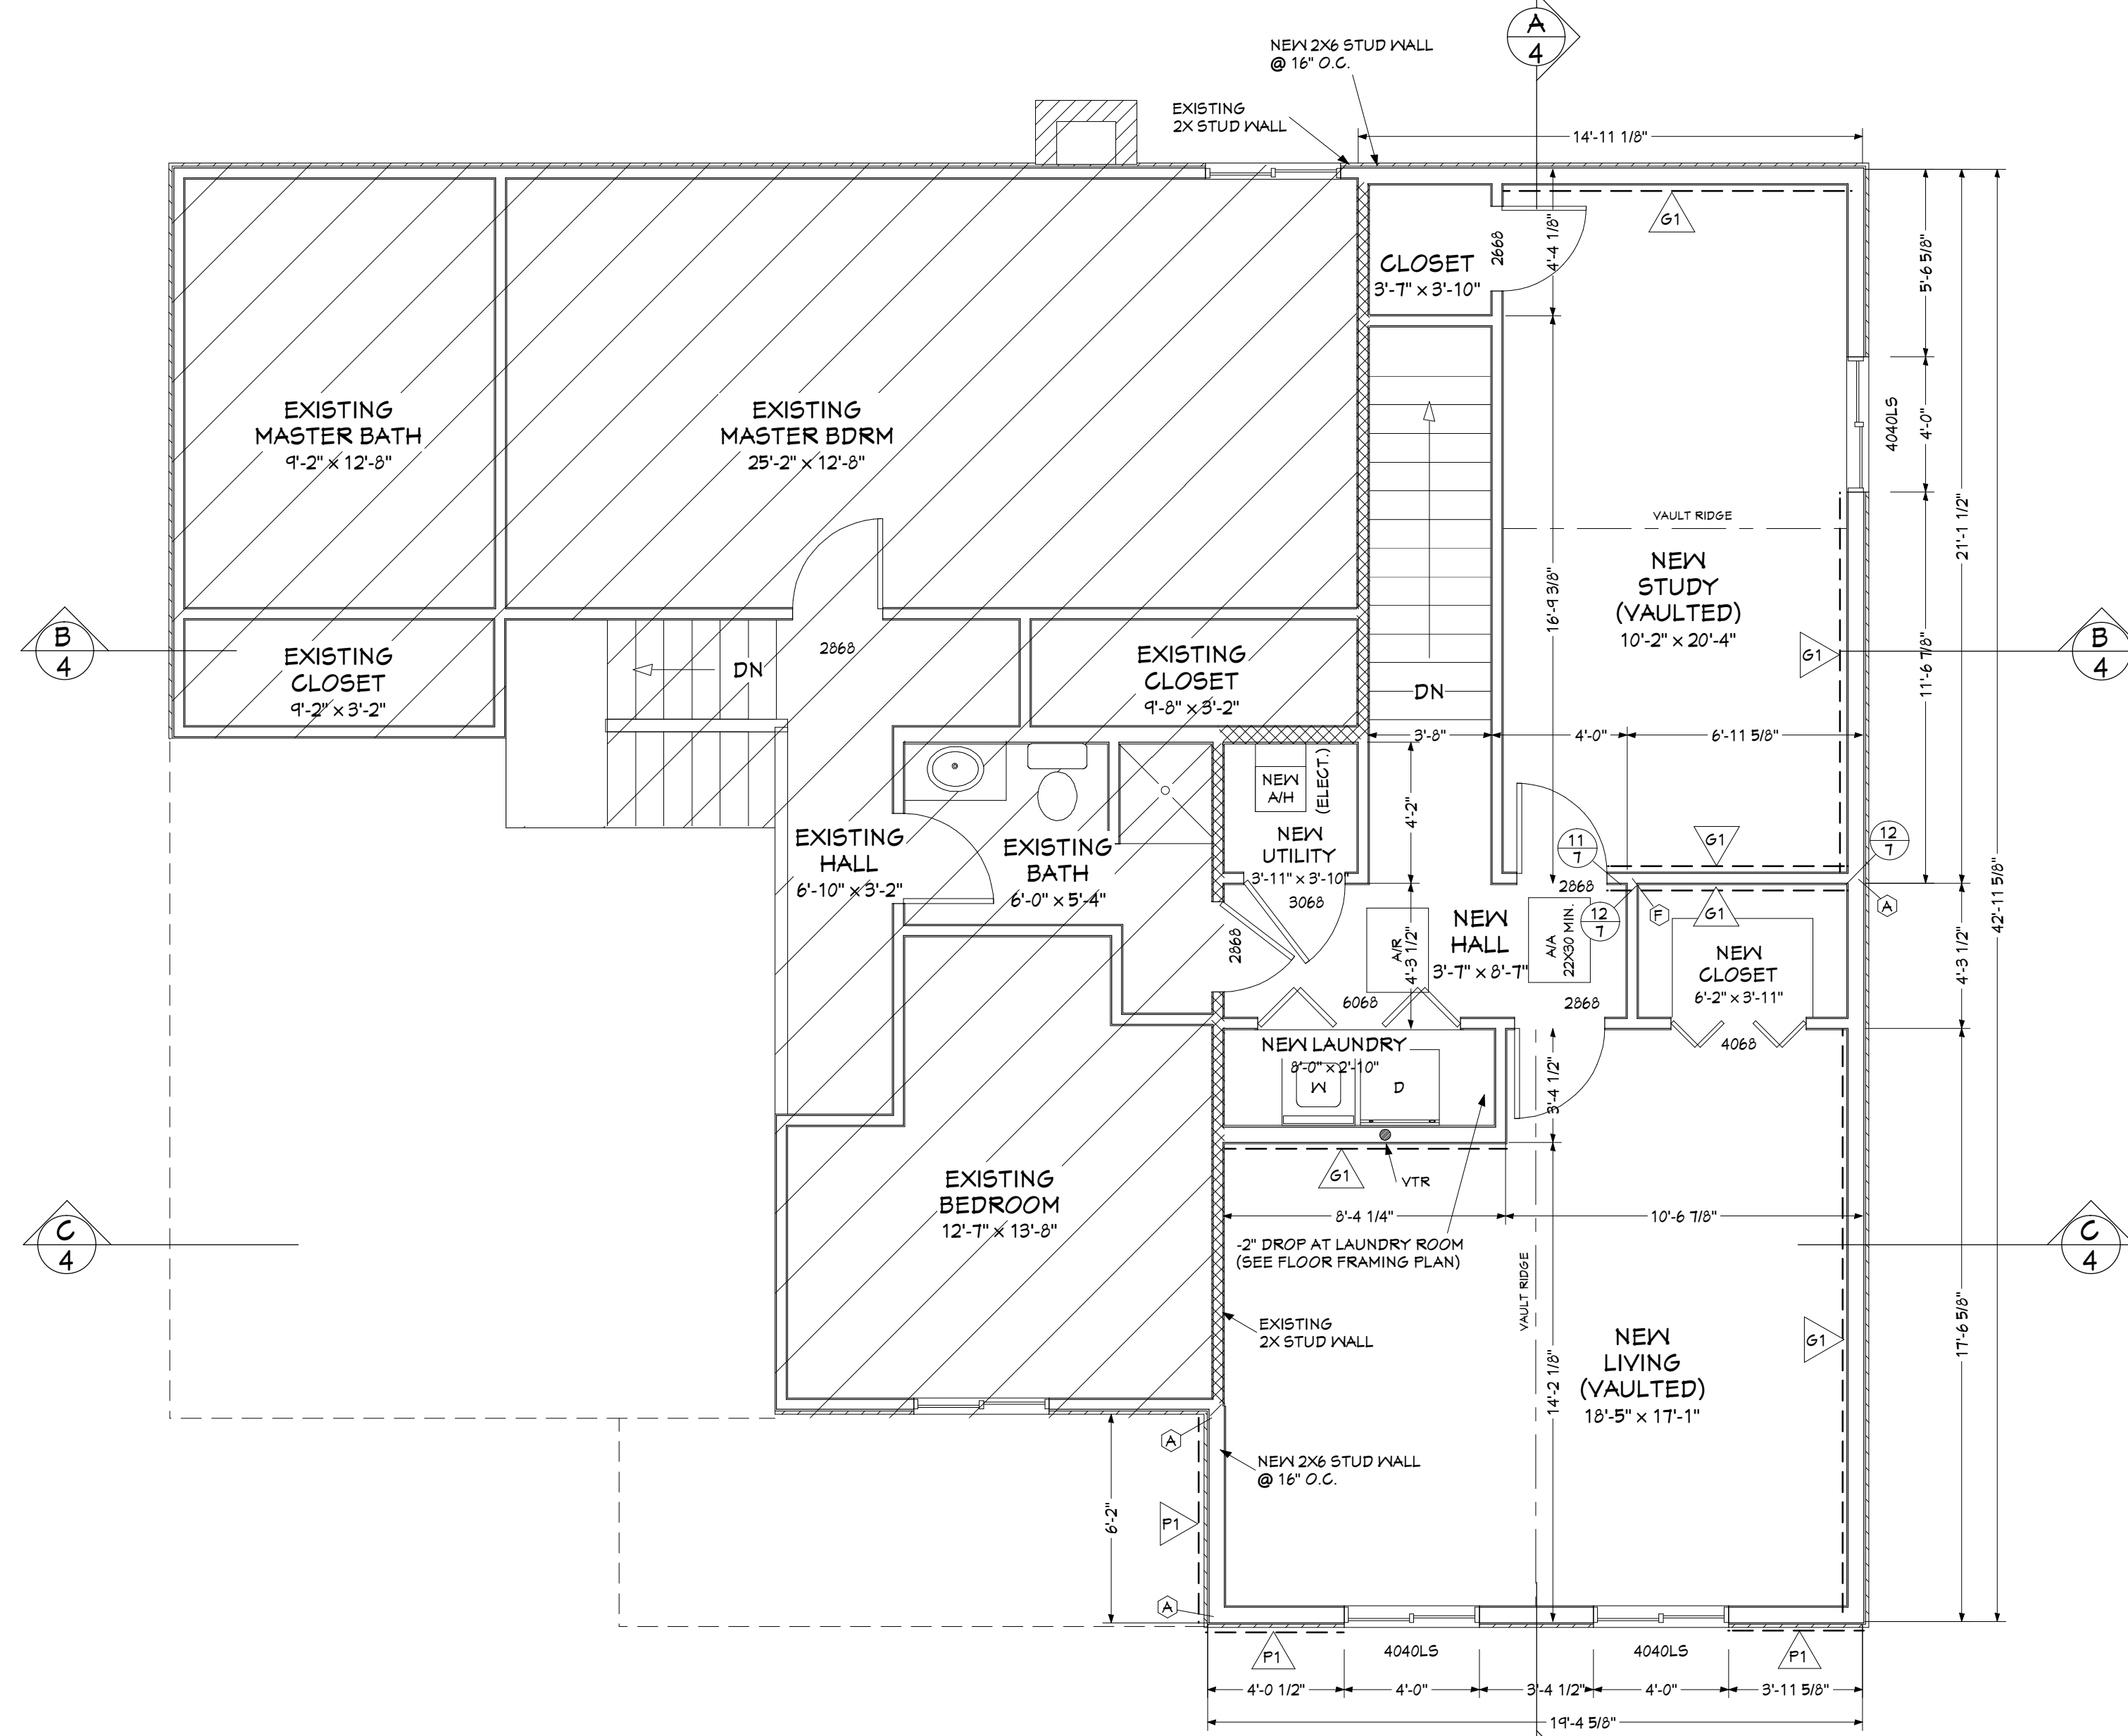 A
4
NEW 2X6 STUD WALL
@ 16" O.C.
EXISTING
2X STUD WALL
14'-11 1/8"
G1
2668
4'-4 1/8"
CLOSET
3'-7" x 3'-10"
5'-6 5/8"
4040LS
4'-0"
EXISTING
MASTER BATH
9'-2" x 12'-8"
EXISTING
MASTER BDRM
25'-2" x 12'-8"
VAULT RIDGE
21'-1 1/2"
NEW
STUDY
(VAULTED)
10'-2" x 20'-4"
16'-9 3/8"
G1
11'-6 7/8"
B
4
B
4
EXISTING
CLOSET
9'-2" x 3'-2"
DN
2868
EXISTING
CLOSET
9'-8" x 3'-2"
DN
3'-8"
4'-0"
6'-11 5/8"
NEW
A/H
(ELECT.)
4'-2"
NEW
UTILITY
3'-11" x 3'-10"
EXISTING
HALL
6'-10" x 3'-2"
EXISTING
BATH
6'-0" x 5'-4"
11
7
G1
12
7
42'-11 5/8"
2868
3068
12
7
F
G1
A
2868
A/R
4'-3 1/2"
NEW
HALL
3'-7" x 8'-7"
A/A
22X30 MIN.
NEW
CLOSET
6'-2" x 3'-11"
4'-3 1/2"
6068
2868
4068
NEW LAUNDRY
8'-0" x 2'-10"
W
D
3'-4 1/2"
G1
VTR
EXISTING
BEDROOM
12'-7" x 13'-8"
8'-4 1/4"
10'-6 7/8"
C
4
C
4
-2" DROP AT LAUNDRY ROOM
(SEE FLOOR FRAMING PLAN)
VAULT RIDGE
EXISTING
2X STUD WALL
14'-2 1/8"
NEW
LIVING
(VAULTED)
18'-5" x 17'-1"
G1
17'-6 5/8"
A
NEW 2X6 STUD WALL
@ 16" O.C.
6'-2"
P1
A
P1
4040LS
4040LS
P1
4'-0 1/2"
4'-0"
3'-4 1/2"
4'-0"
3'-11 5/8"
19'-4 5/8"